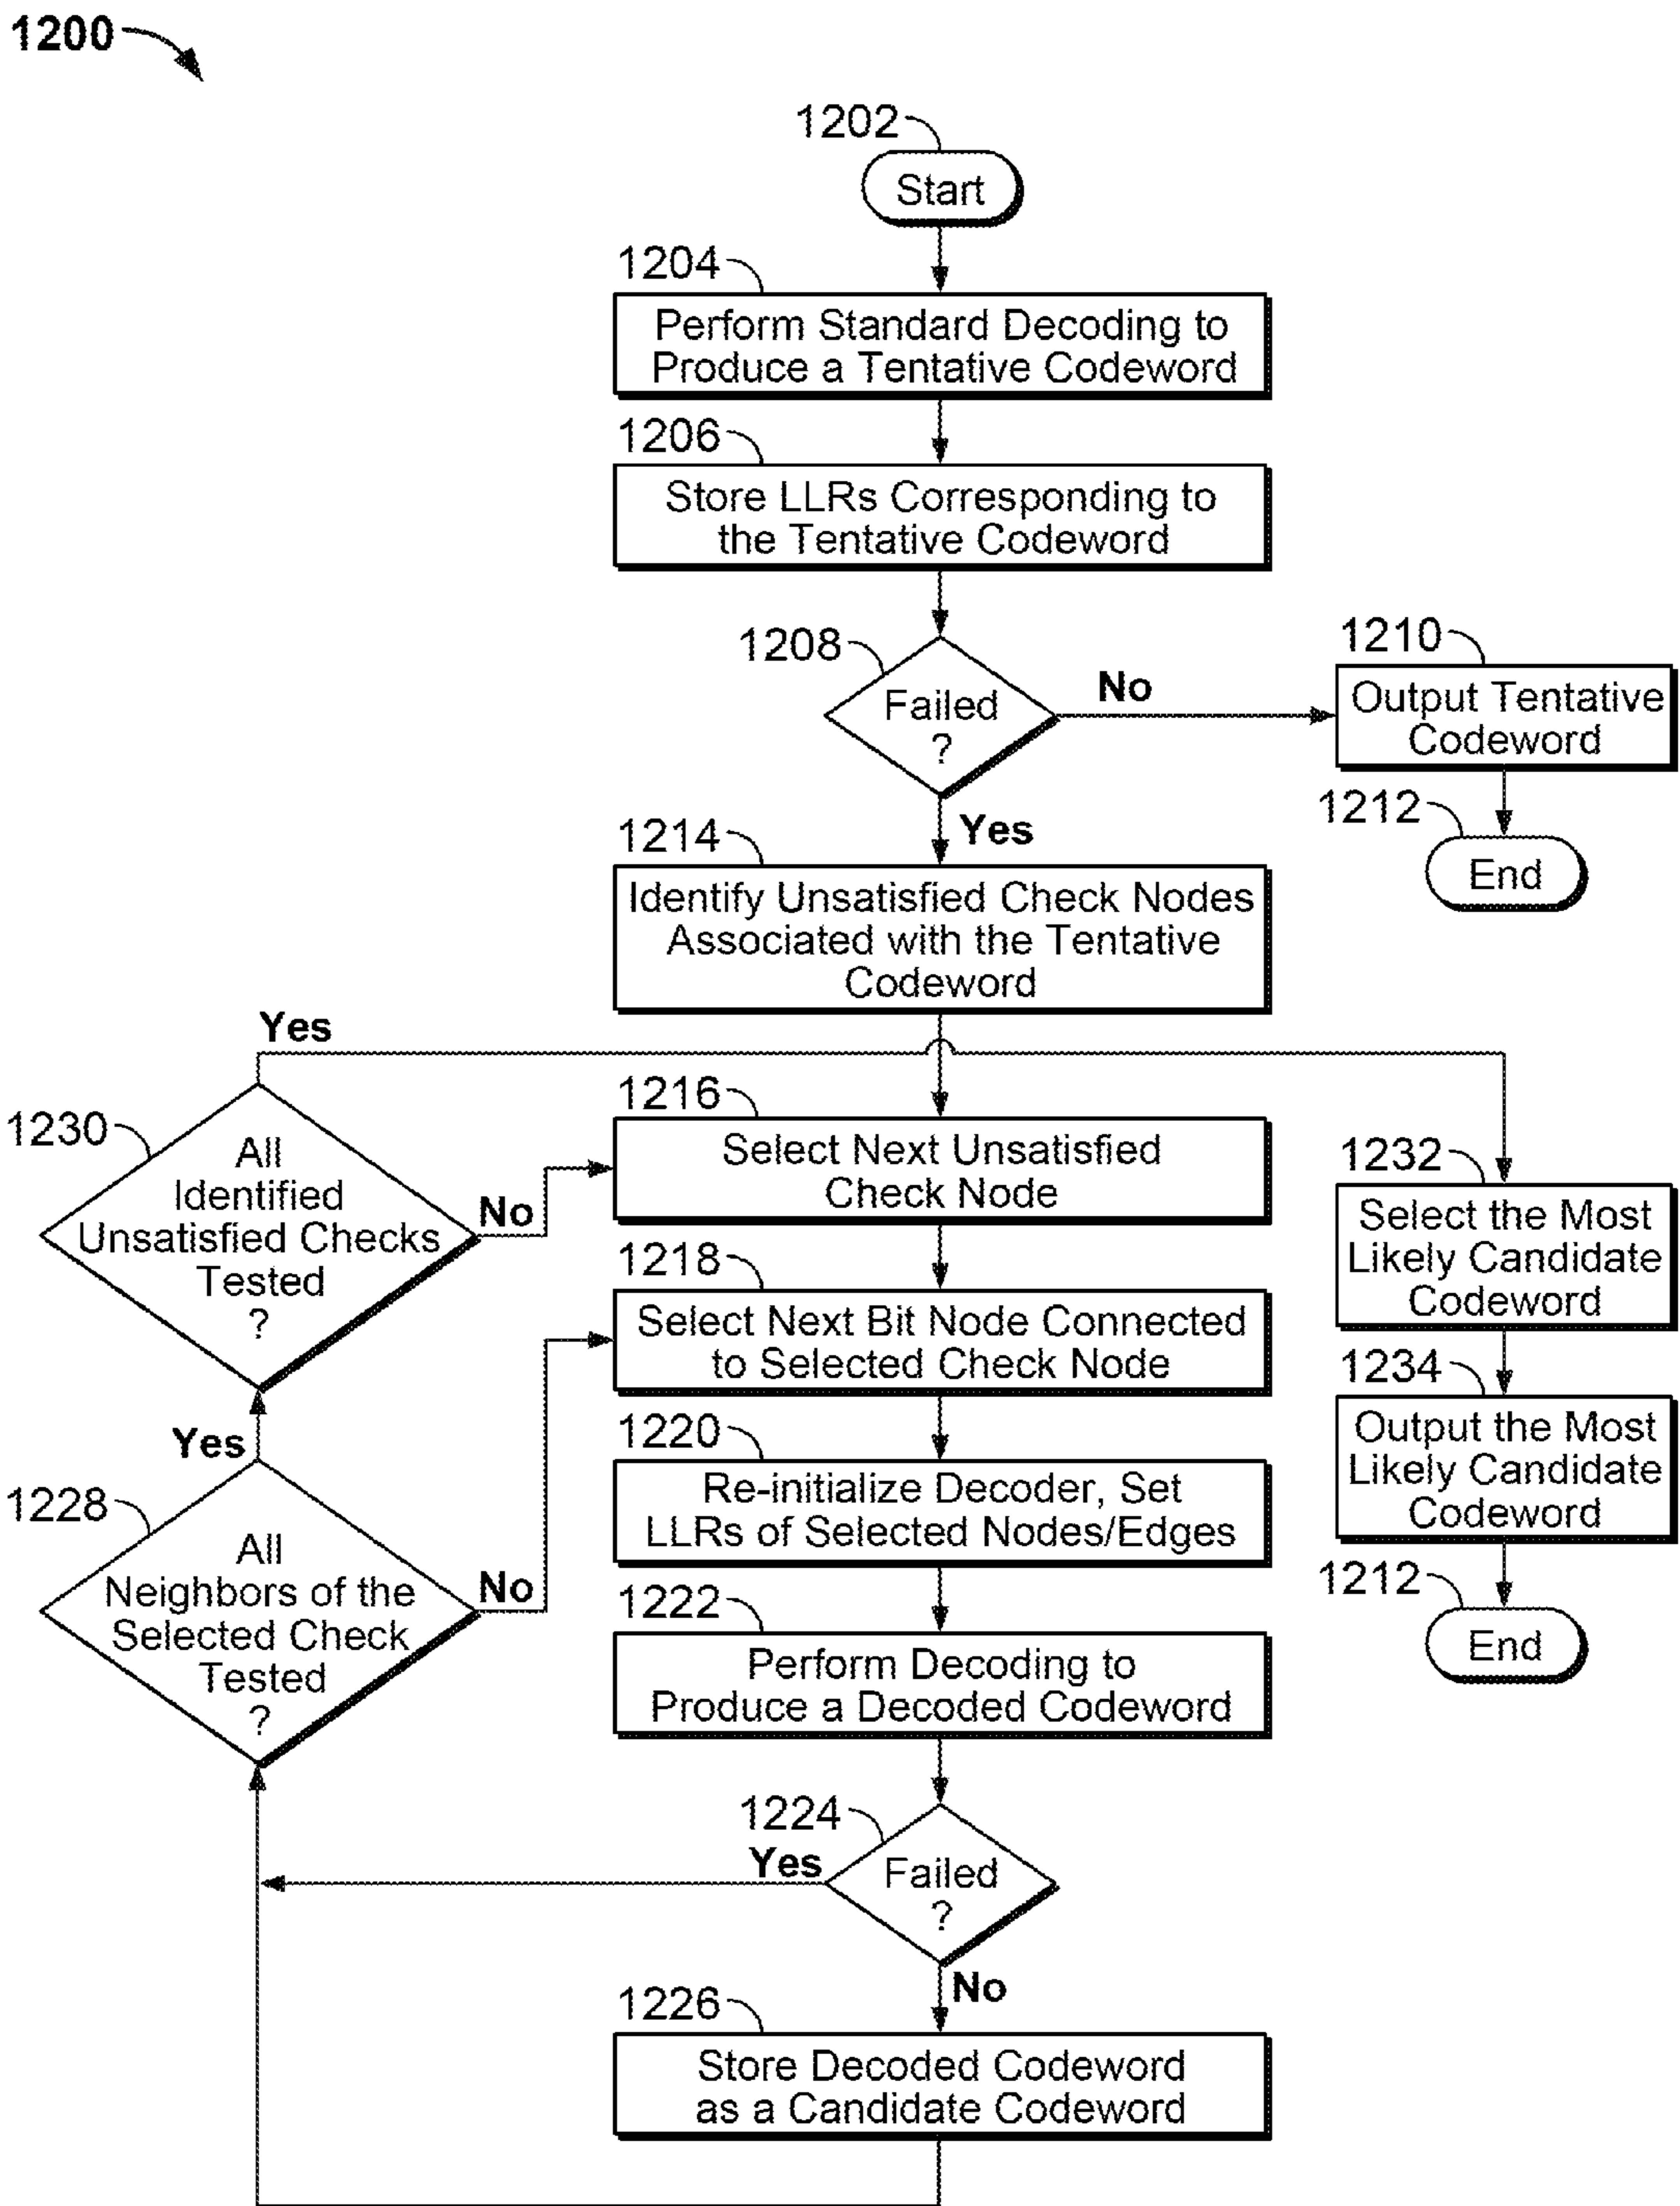 1200
1202
Start
1204
Perform Standard Decoding to
Produce a Tentative Codeword
1206
Store LLRs Corresponding to
the Tentative Codeword
1208
Failed
?
No
1210
Output Tentative
Codeword
1212
End
Yes
1214
Identify Unsatisfied Check Nodes
Associated with the Tentative
Codeword
Yes
1230
All
Identified
Unsatisfied Checks
Tested
?
No
1216
Select Next Unsatisfied
Check Node
1218
Select Next Bit Node Connected
to Selected Check Node
1232
Select the Most
Likely Candidate
Codeword
1234
Output the Most
Likely Candidate
Codeword
1212
End
Yes
1228
All
Neighbors of the
Selected Check
Tested
?
No
1220
Re-initialize Decoder, Set
LLRs of Selected Nodes/Edges
1222
Perform Decoding to
Produce a Decoded Codeword
1224
Yes
Failed
?
No
1226
Store Decoded Codeword
as a Candidate Codeword